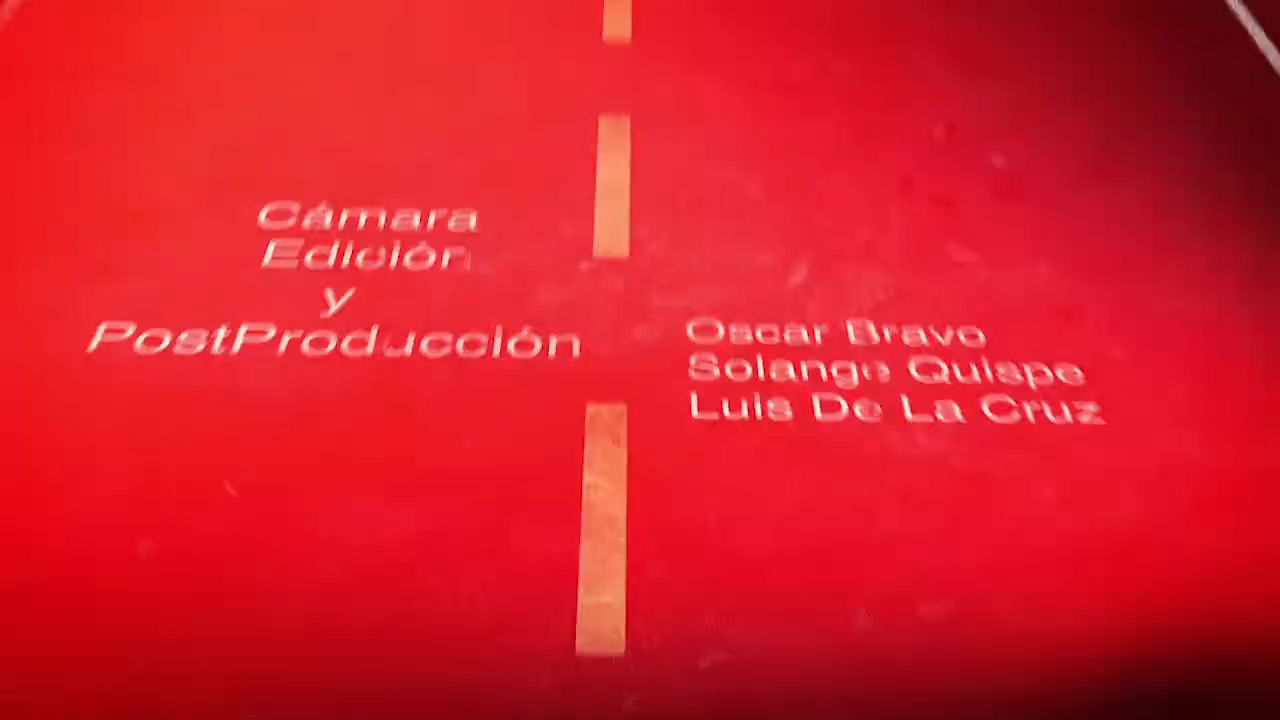 Cámara
Edición
y
PostProducción
Oscar Bravo
Solange Quispe
Luis De La Cruz